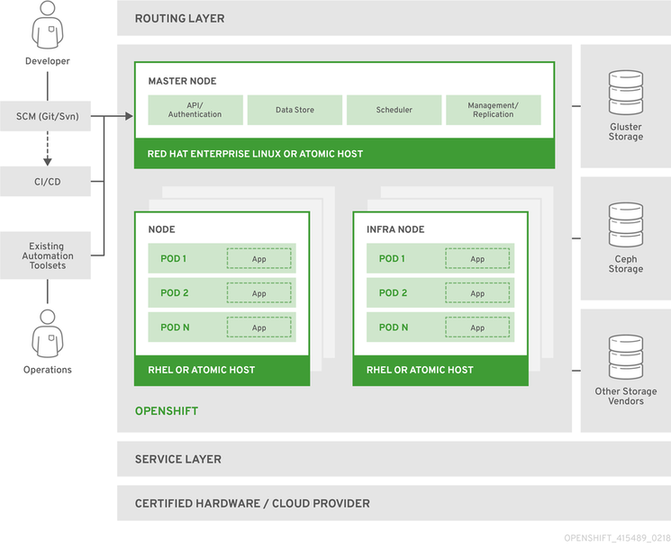 ROUTING LAYER
Developer
SCM (Git/Svn)
CI/CD
Existing
Automation
Toolsets
Operations
MASTER NODE
API/
Authentication
Data Store
Scheduler
Management/
Replication
RED HAT ENTERPRISE LINUX OR ATOMIC HOST
NODE
POD 1
App
POD 2
App
POD N
App
RHEL OR ATOMIC HOST
INFRA NODE
POD 1
App
POD 2
App
POD N
App
RHEL OR ATOMIC HOST
OPENSHIFT
Gluster
Storage
Ceph
Storage
Other Storage
Vendors
SERVICE LAYER
CERTIFIED HARDWARE / CLOUD PROVIDER
OPENSHIFT_415489_0218